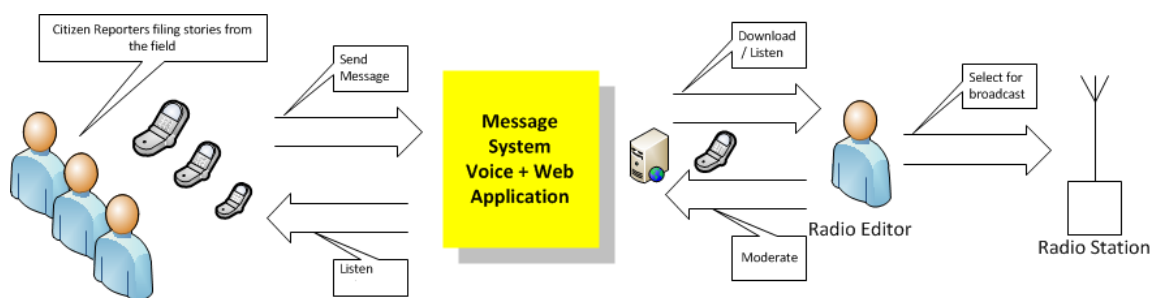 Citizen Reporters filing stories from
the field
Send
Message
Message
System
Voice + Web
Application
Listen
Download
/ Listen
Moderate
Radio Editor
Select for
broadcast
Radio Station